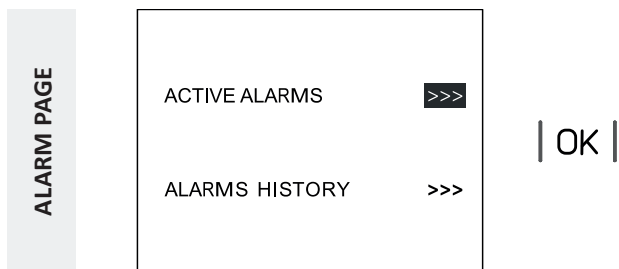 ALARM PAGE
ACTIVE ALARMS >>>
ALARMS HISTORY >>>
| OK |